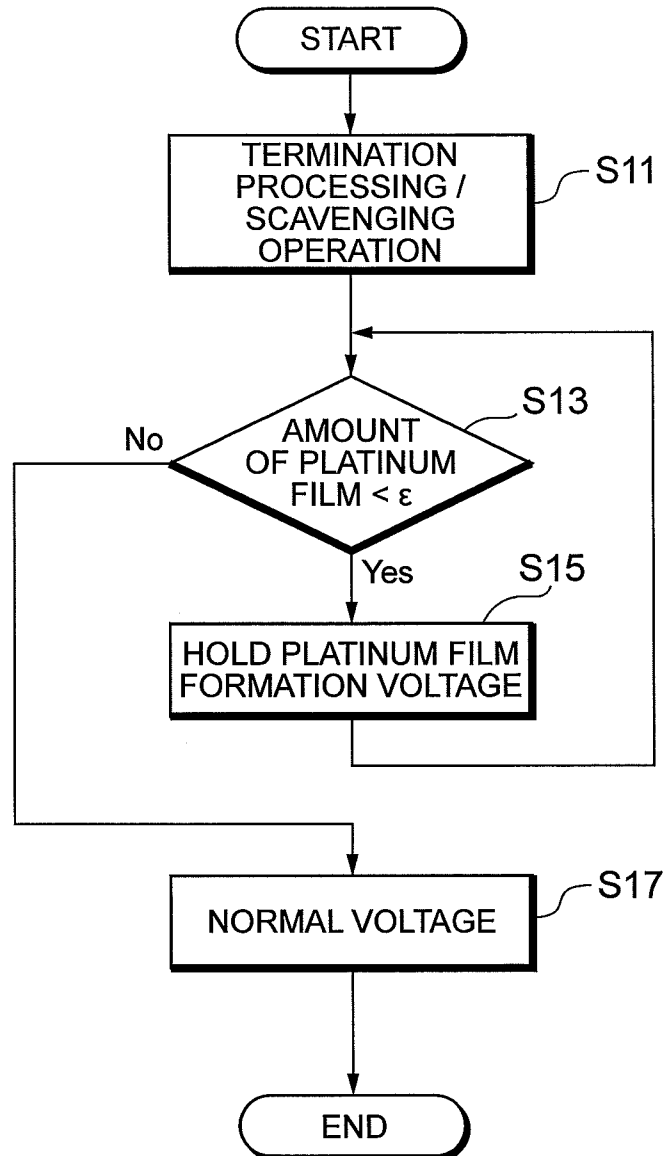 START
TERMINATION
PROCESSING /
SCAVENGING
OPERATION
S11
S13
No
AMOUNT
OF PLATINUM
FILM < ε
Yes
S15
HOLD PLATINUM FILM
FORMATION VOLTAGE
S17
NORMAL VOLTAGE
END